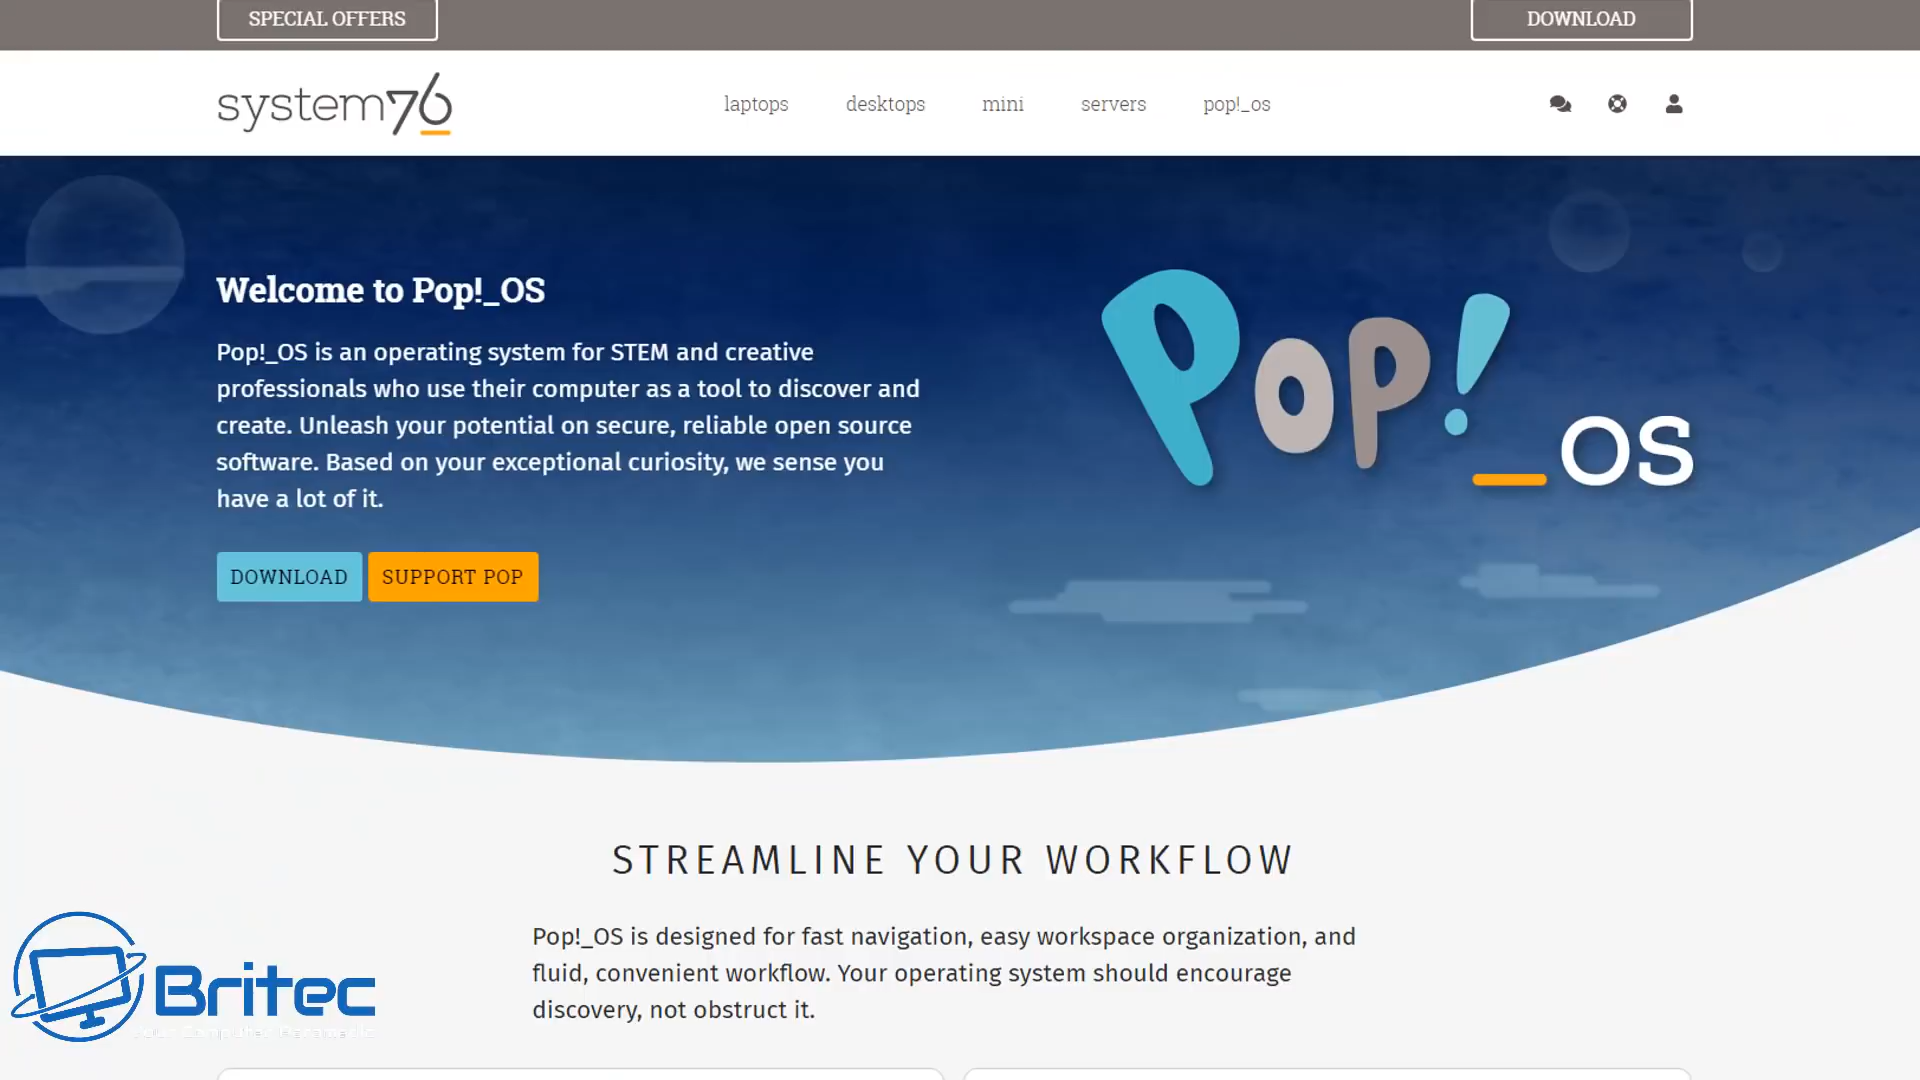 SPECIAL OFFERS
DOWNLOAD
system76
laptops
desktops
mini
servers
pop!_os
Welcome to Pop!_OS
Pop!_OS is an operating system for STEM and creative
professionals who use their computer as a tool to discover and
create. Unleash your potential on secure, reliable open source
software. Based on your exceptional curiosity, we sense you
have a lot of it.
DOWNLOAD
SUPPORT POP
Pop!_OS
STREAMLINE YOUR WORKFLOW
Pop!_OS is designed for fast navigation, easy workspace organization, and
fluid, convenient workflow. Your operating system should encourage
discovery, not obstruct it.
Britec
Your Computer Paramedic